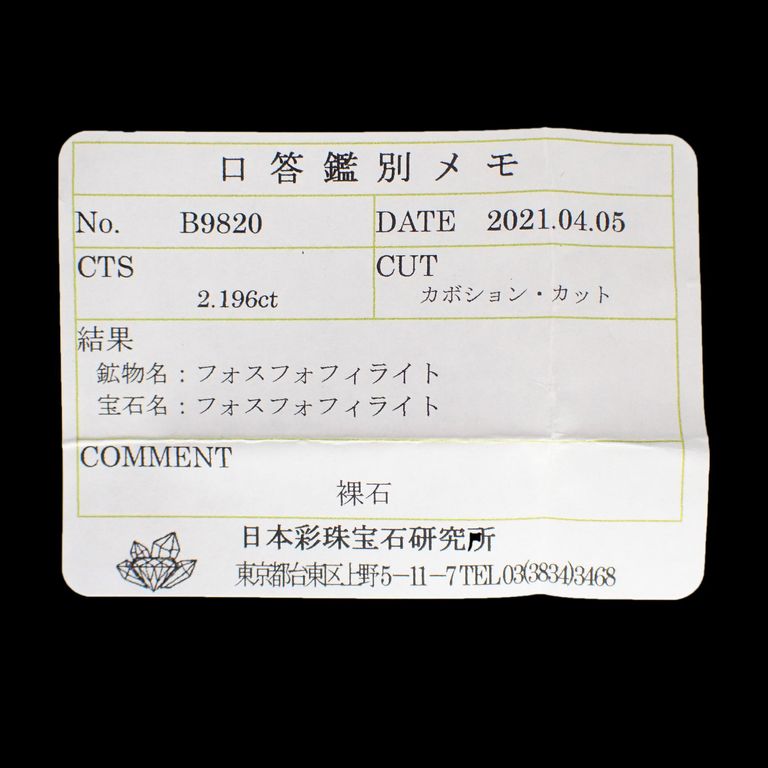 口答鑑別メモ
No. B9820 DATE 2021.04.05
CTS CUT
2.196ct カボション・カット
結果
鉱物名：フォスフォフィライト
宝石名：フォスフォフィライト
COMMENT
裸石
日本彩珠宝石研究所
東京都台東区上野5−11−7 TEL 03(3834)3468